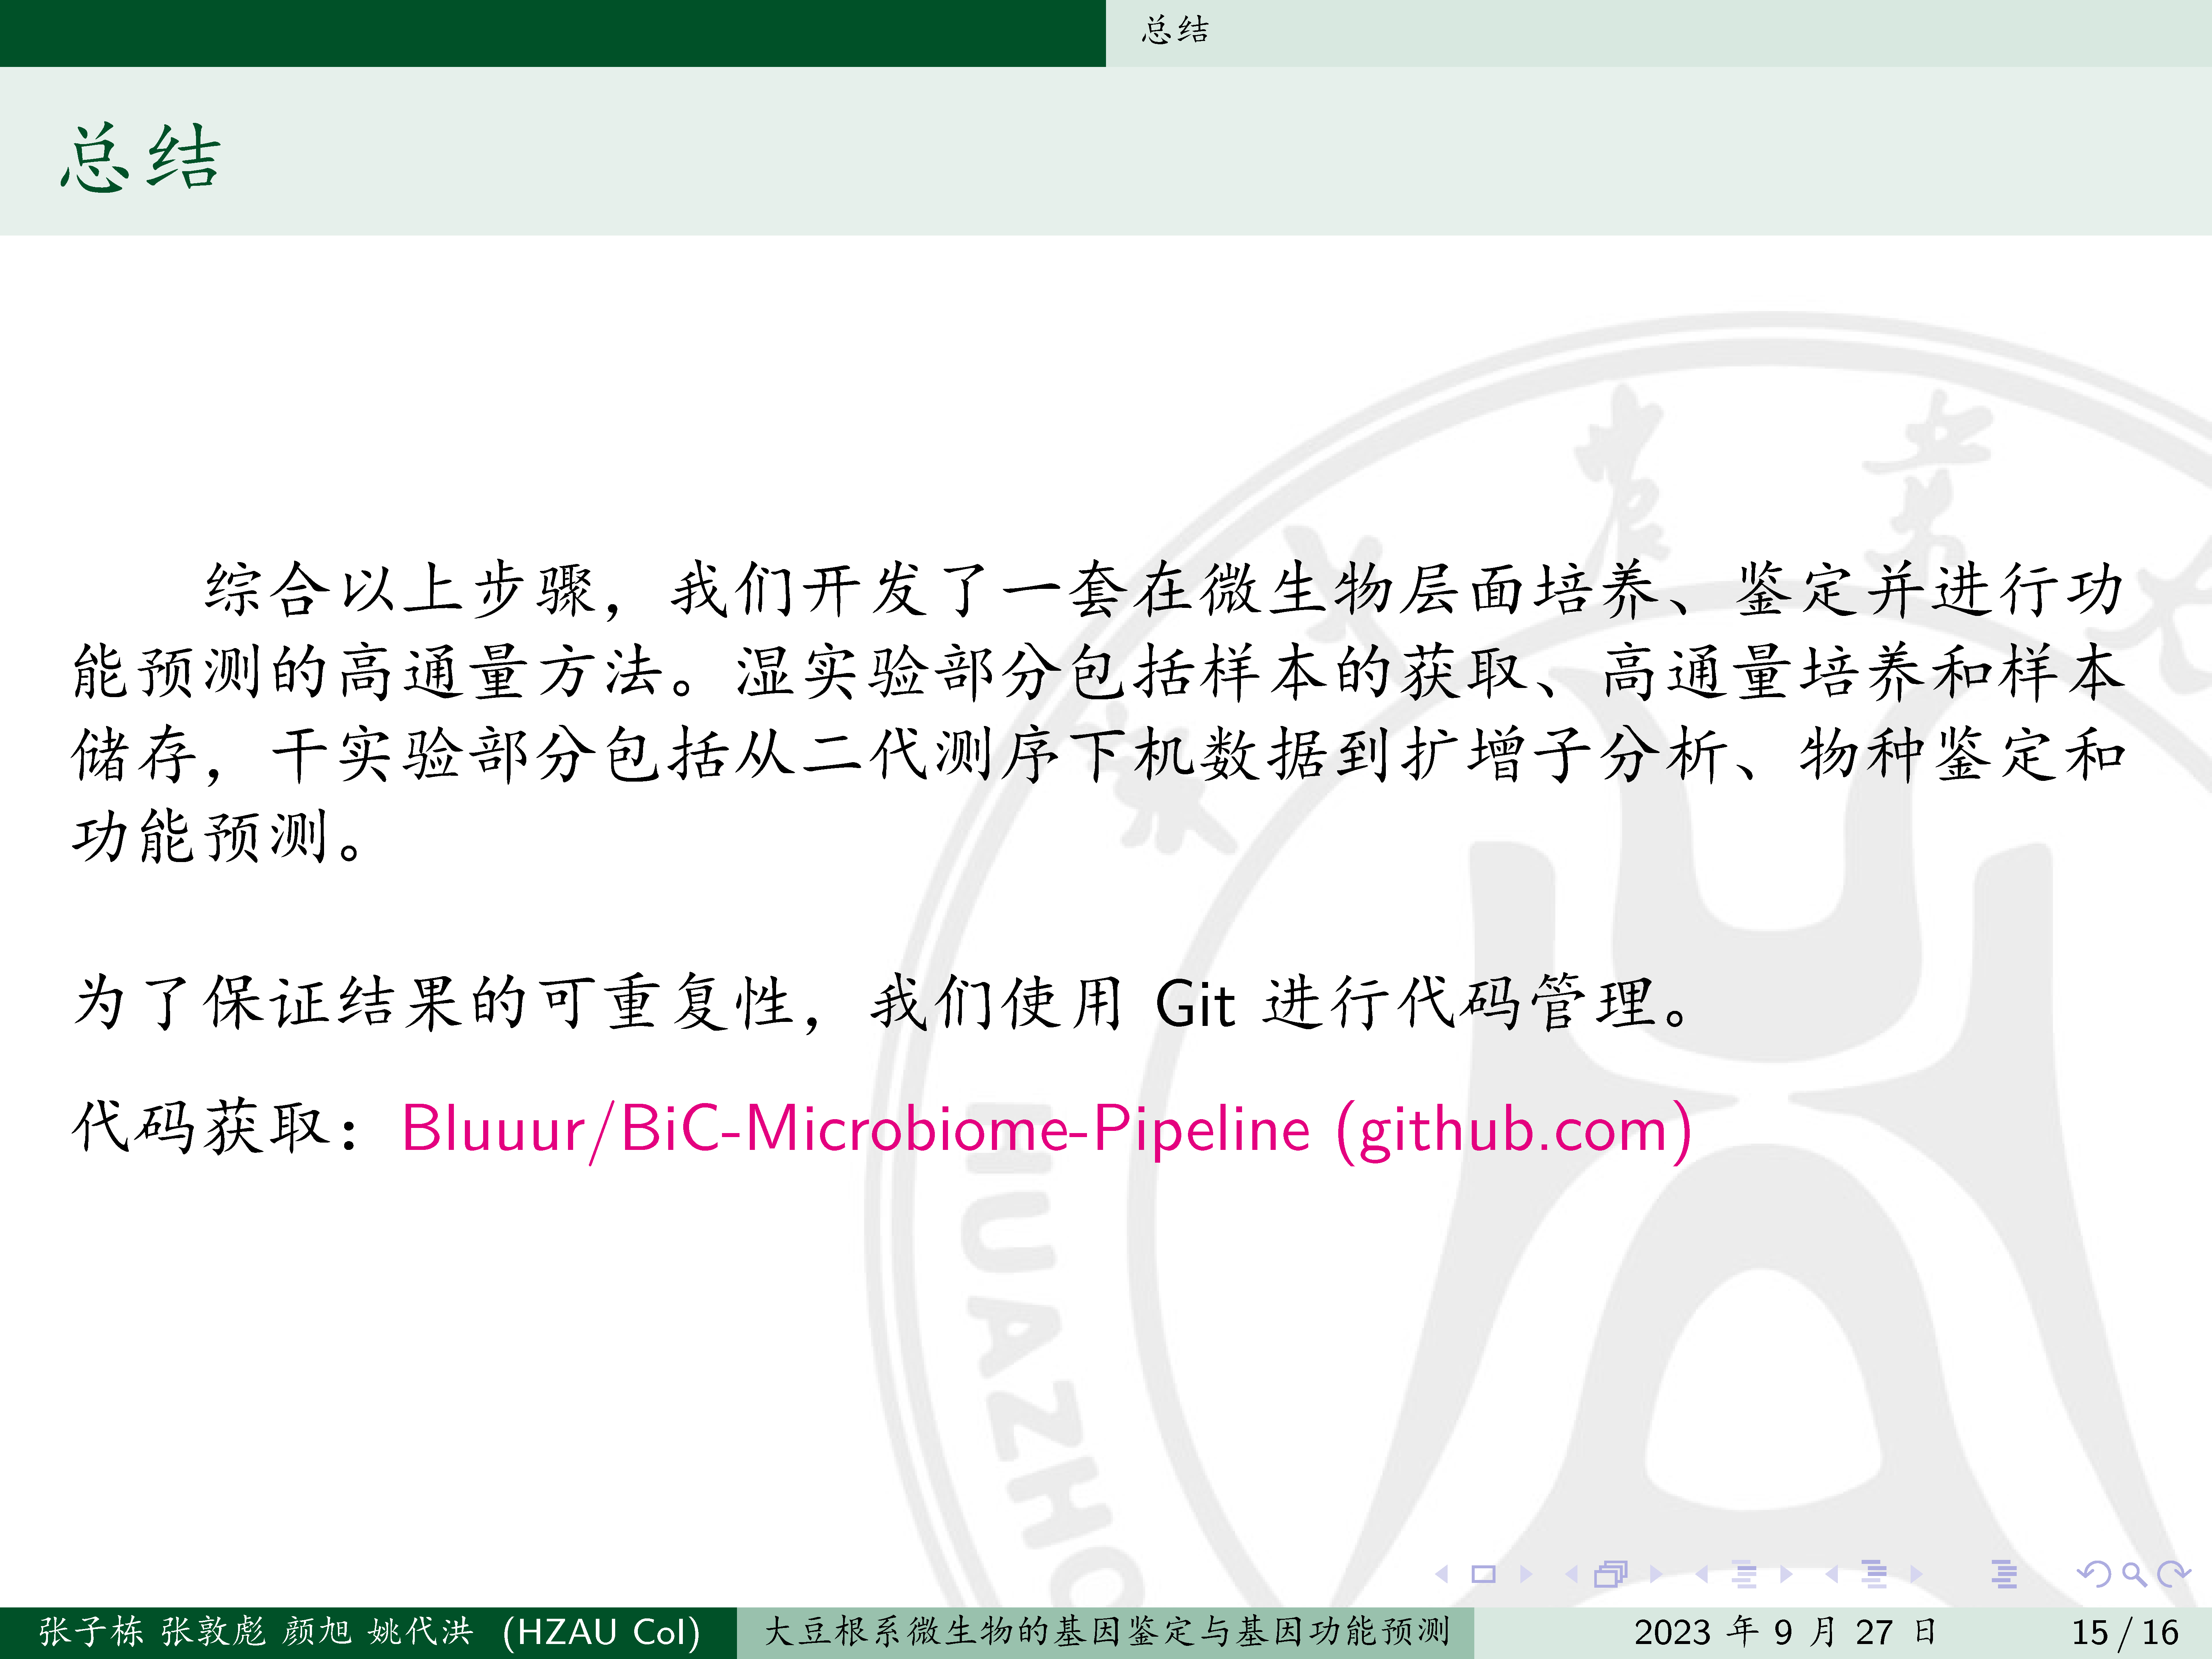 总结
总结
综合以上步骤，我们开发了一套在微生物层面培养、鉴定并进行功
能预测的高通量方法。湿实验部分包括样本的获取、高通量培养和样本
储存，干实验部分包括从二代测序下机数据到扩增子分析、物种鉴定和
功能预测。
为了保证结果的可重复性，我们使用 Git 进行代码管理。
代码获取：Bluuur/BiC-Microbiome-Pipeline (github.com)
HUAZHO
张子栋 张敦彪 颜旭 姚代洪 (HZAU CoI) 大豆根系微生物的基因鉴定与基因功能预测 2023 年 9 月 27 日 15 / 16